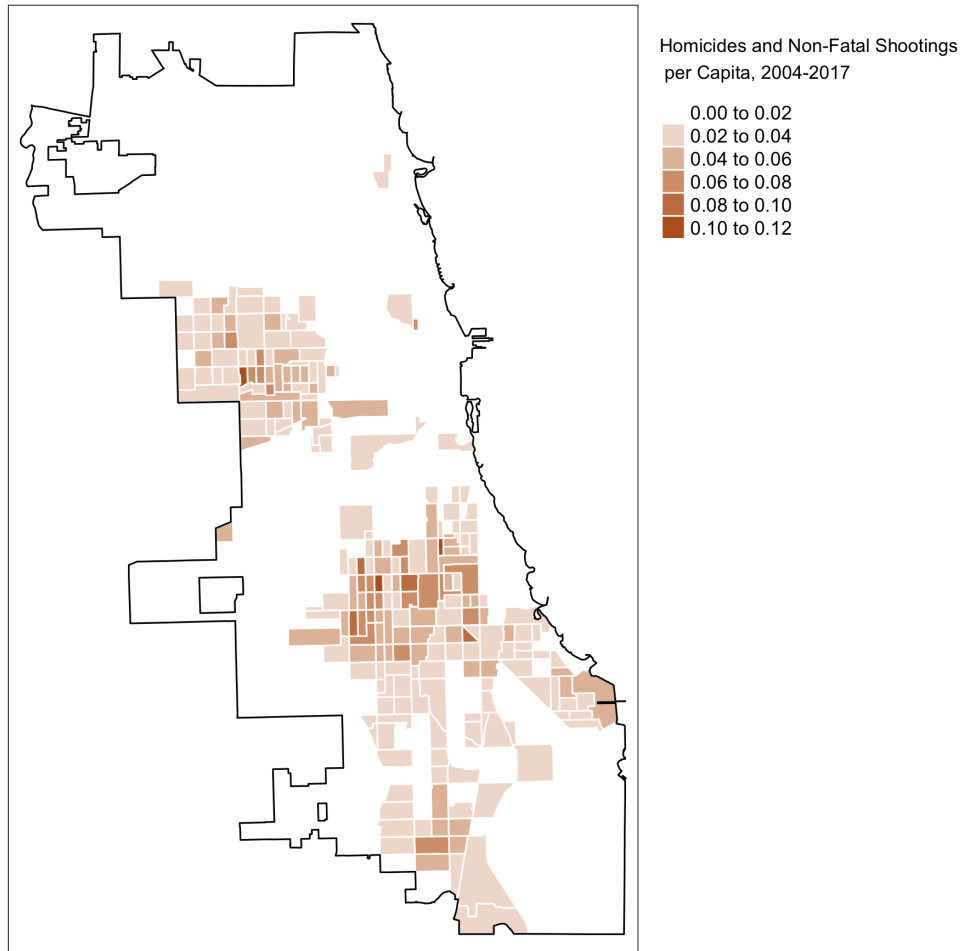 Homicides and Non-Fatal Shootings
per Capita, 2004-2017
0.00 to 0.02
0.02 to 0.04
0.04 to 0.06
0.06 to 0.08
0.08 to 0.10
0.10 to 0.12